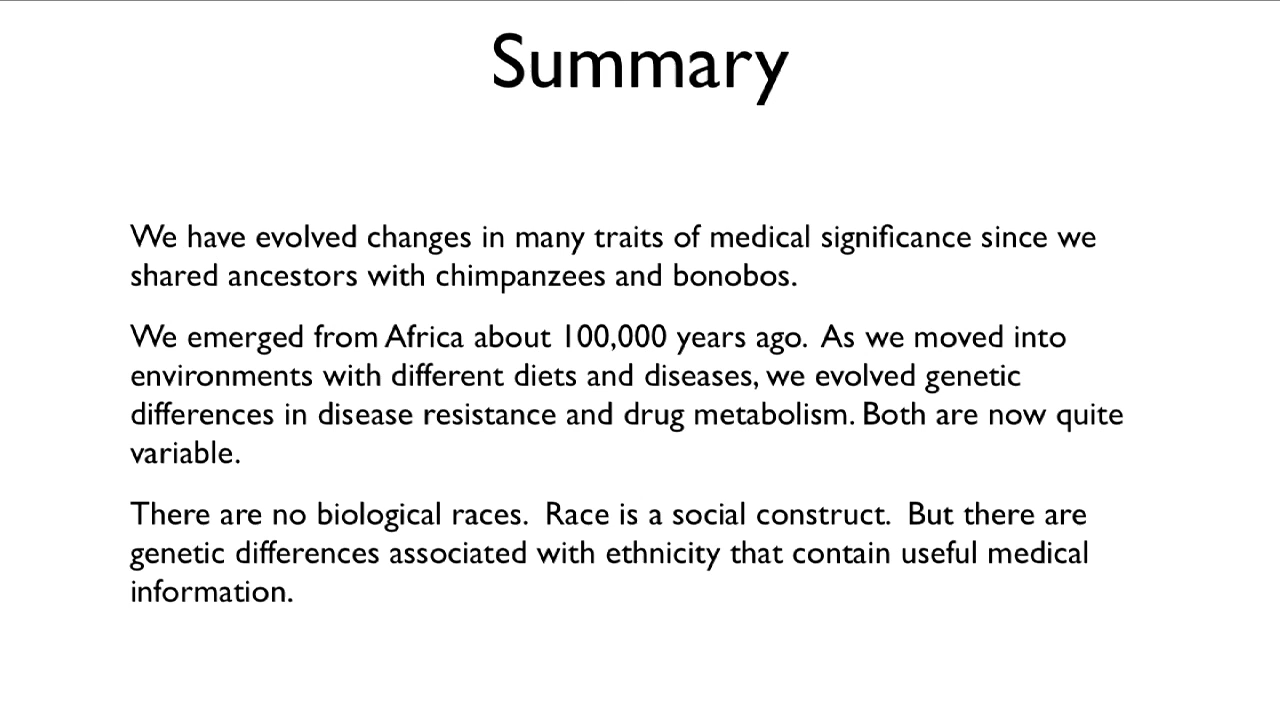 Summary
We have evolved changes in many traits of medical significance since we
shared ancestors with chimpanzees and bonobos.
We emerged from Africa about 100,000 years ago. As we moved into
environments with different diets and diseases, we evolved genetic
differences in disease resistance and drug metabolism. Both are now quite
variable.
There are no biological races. Race is a social construct. But there are
genetic differences associated with ethnicity that contain useful medical
information.